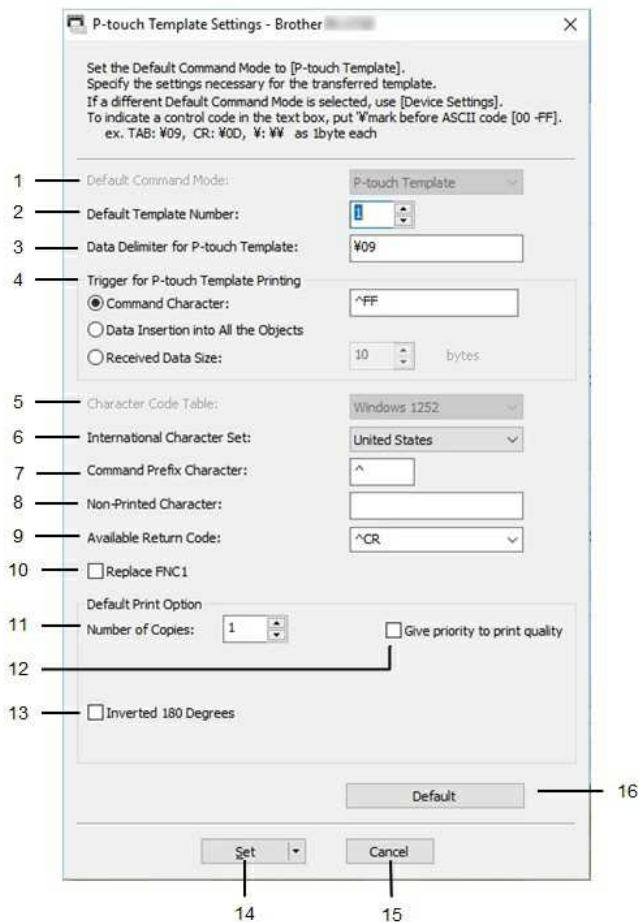 P-touch Template Settings - Brother
Set the Default Command Mode to [P-touch Template].
Specify the settings necessary for the transferred template.
If a different Default Command Mode is selected, use [Device Settings].
To indicate a control code in the text box, put '¥'mark before ASCII code [00 -FF].
ex. TAB: ¥09, CR: ¥0D, ¥: ¥¥ as 1byte each
1 Default Command Mode: P-touch Template
2 Default Template Number: 1
3 Data Delimiter for P-touch Template: ¥09
4 Trigger for P-touch Template Printing
Command Character: ^FF
Data Insertion into All the Objects
Received Data Size: 10 bytes
5 Character Code Table: Windows 1252
6 International Character Set: United States
7 Command Prefix Character: ^
8 Non-Printed Character:
9 Available Return Code: ^CR
10 Replace FNC1
Default Print Option
11 Number of Copies: 1 Give priority to print quality
12
13 Inverted 180 Degrees
Default 16
Set Cancel
14 15